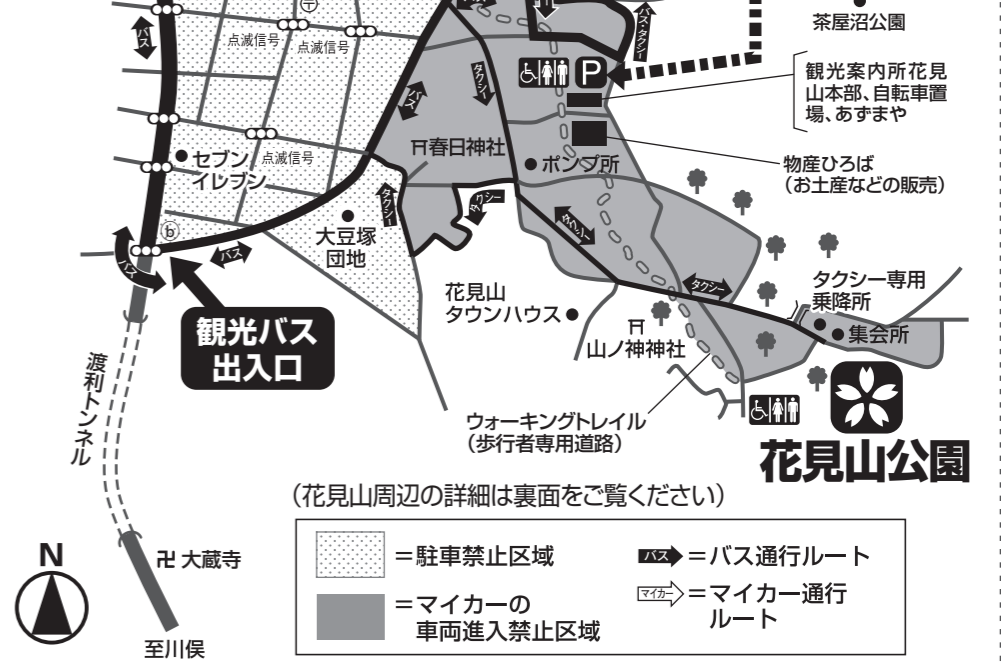 〒
バス
点滅信号
点滅信号
バス・タクシー
茶屋沼公園
P
観光案内所花見
山本部、自転車置
場、あずまや
バス
タクシー
春日神社
ポンプ所
物産ひろば
（お土産などの販売）
セブン
イレブン
点滅信号
タクシー
タクシー
タクシー
ⓑ
バス
バス
大豆塚
団地
タクシー
タクシー専用
乗降所
花見山
タウンハウス
集会所
山ノ神神社
観光バス
出入口
渡利トンネル
ウォーキングトレイル
（歩行者専用道路）
花見山公園
（花見山周辺の詳細は裏面をご覧ください）
＝駐車禁止区域
バス＝バス通行ルート
＝マイカーの
車両進入禁止区域
マイカー＝マイカー通行
ルート
N
卍 大蔵寺
至川俣